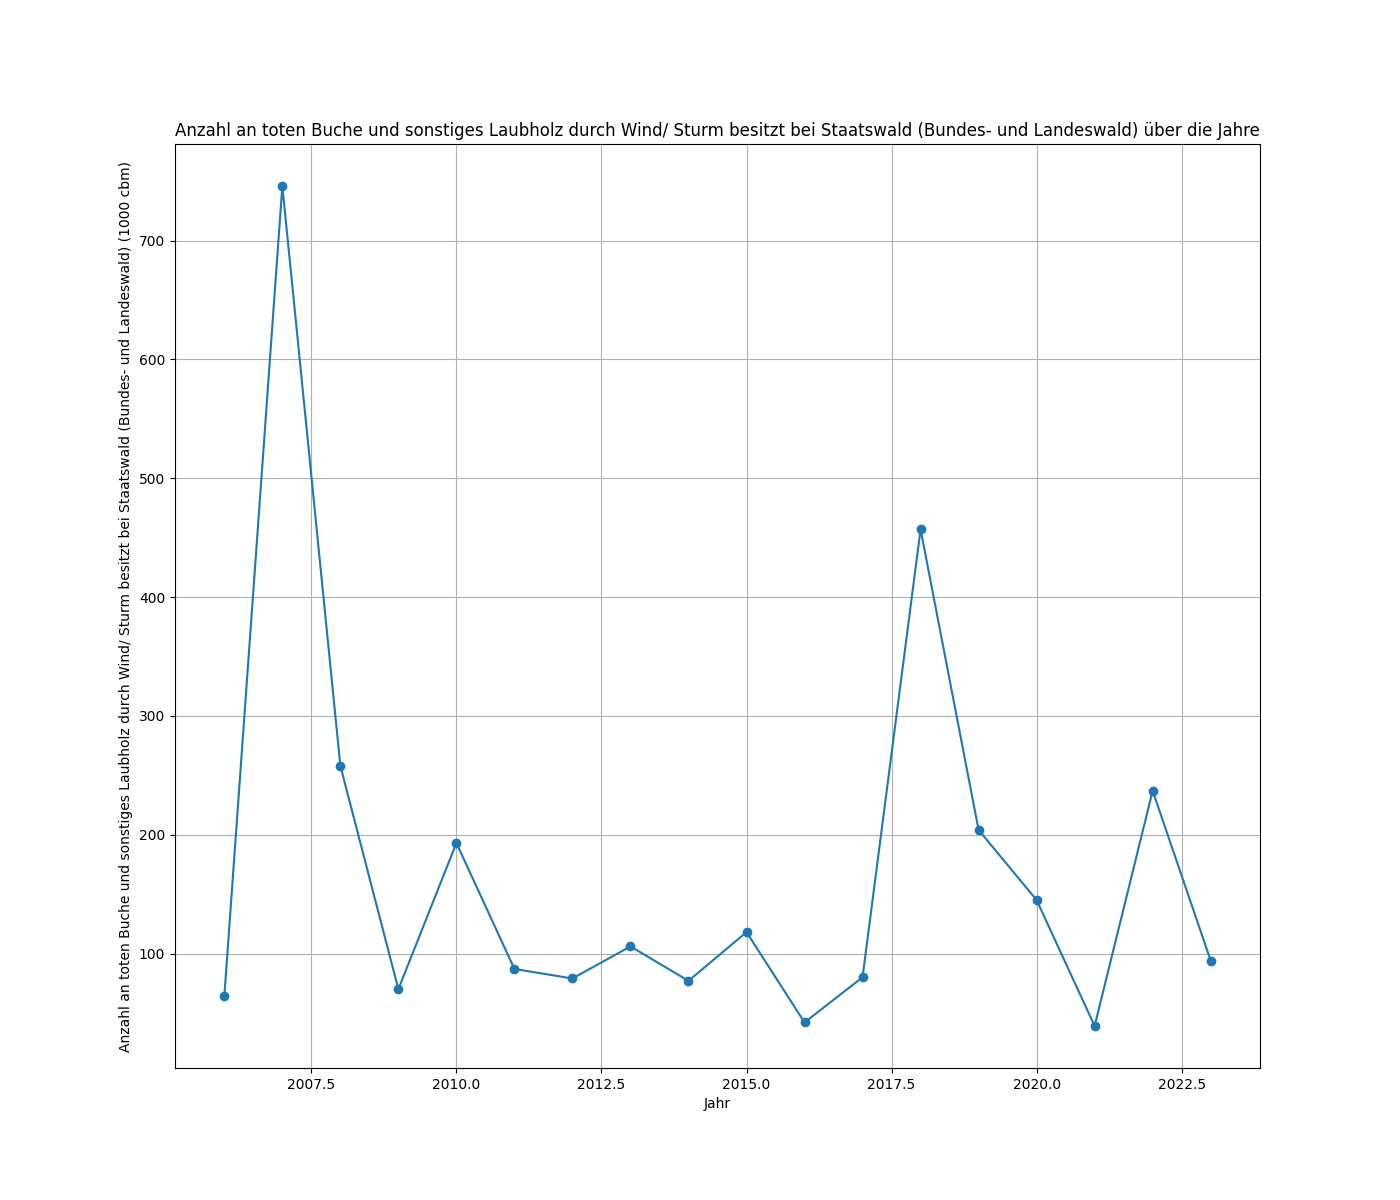 Anzahl an toten Buche und sonstiges Laubholz durch Wind/ Sturm besitzt bei Staatswald (Bundes- und Landeswald) über die Jahre
Anzahl an toten Buche und sonstiges Laubholz durch Wind/ Sturm besitzt bei Staatswald (Bundes- und Landeswald) (1000 cbm)
700
600
500
400
300
200
100
2007.5 2010.0 2012.5 2015.0 2017.5 2020.0 2022.5
Jahr